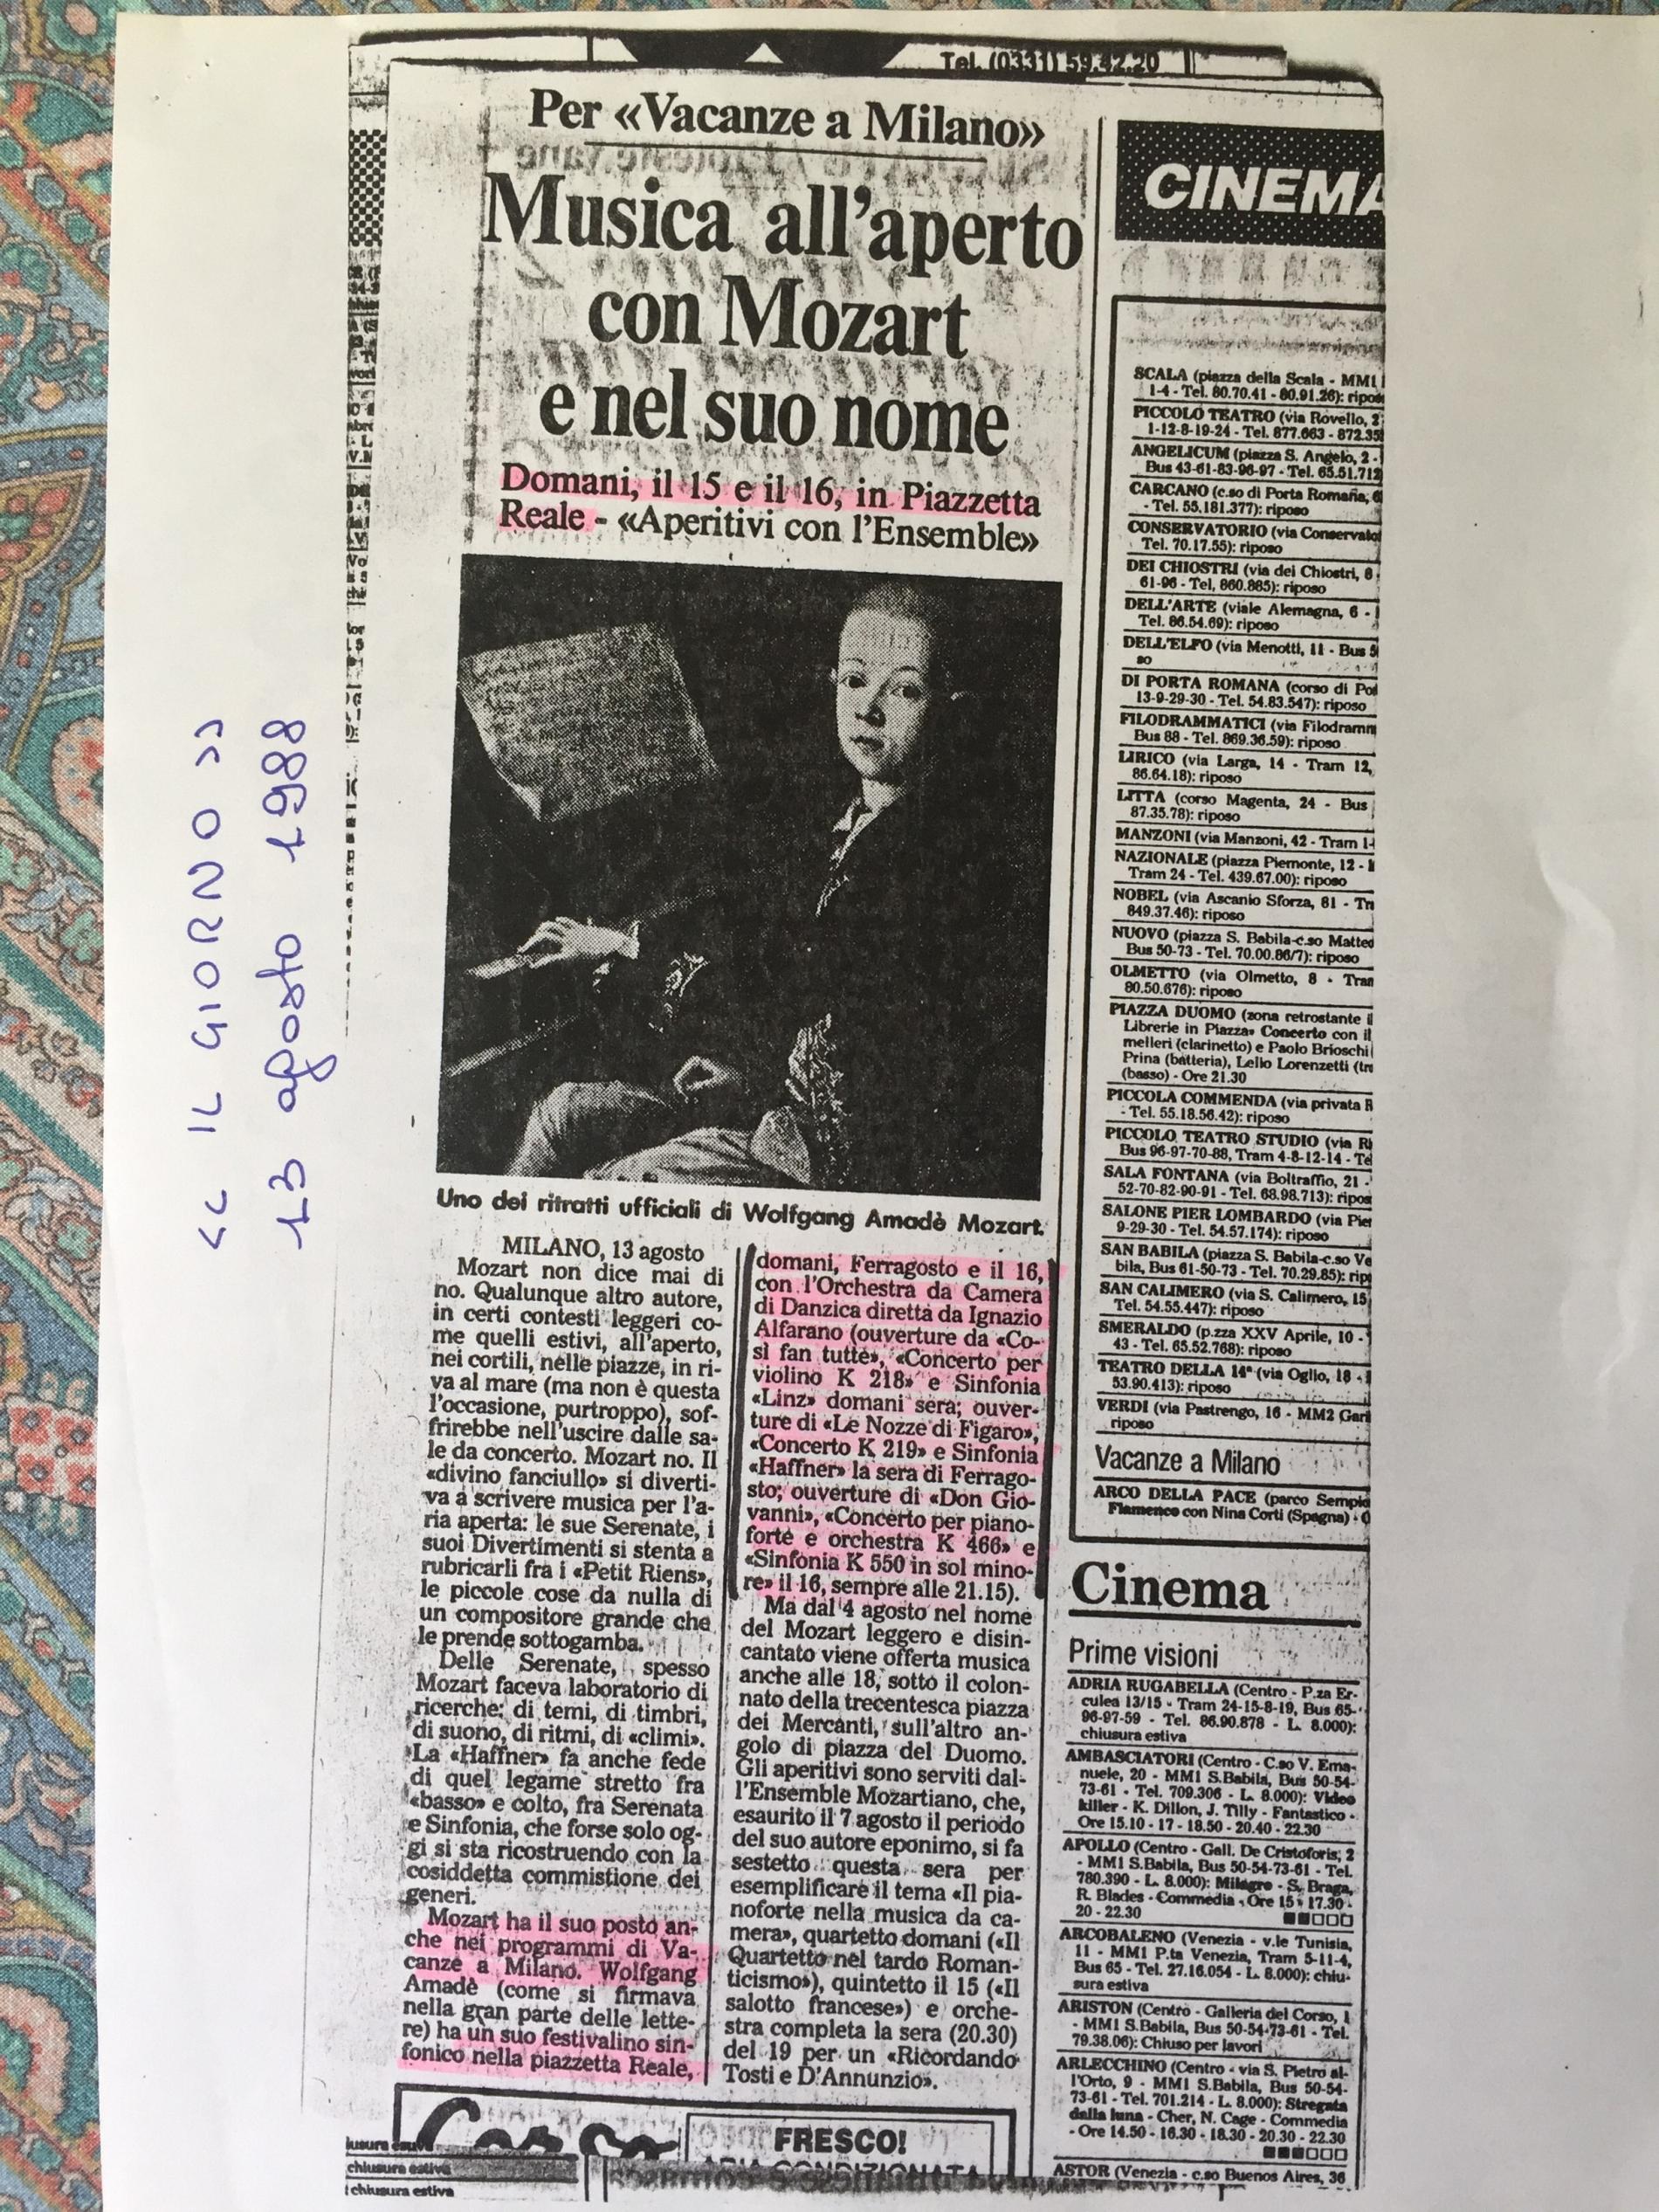 « IL GIORNO »
13 agosto 1988
Tel. (0331) 59.42.20
Per «Vacanze a Milano»
Musica all'aperto
con Mozart
e nel suo nome
Domani, il 15 e il 16, in Piazzetta
Reale - «Aperitivi con l'Ensemble»
Uno dei ritratti ufficiali di Wolfgang Amadè Mozart.
MILANO, 13 agosto
Mozart non dice mai di
no. Qualunque altro autore,
in certi contesti leggeri co-
me quelli estivi, all'aperto,
nei cortili, nelle piazze, in ri-
va al mare (ma non è questa
l'occasione, purtroppo), sof-
frirebbe nell'uscire dalle sa-
le da concerto. Mozart no. Il
«divino fanciullo» si diverti-
va a scrivere musica per l'a-
ria aperta: le sue Serenate, i
suoi Divertimenti si stenta a
rubricarli fra i «Petit Riens»,
le piccole cose da nulla di
un compositore grande che
le prende sottogamba.
Delle Serenate, spesso
Mozart faceva laboratorio di
ricerche: di temi, di timbri,
di suono, di ritmi, di «climi».
La «Haffner» fa anche fede
di quel legame stretto fra
«basso» e colto, fra Serenata
e Sinfonia, che forse solo og-
gi si sta ricostruendo con la
cosiddetta commistione dei
generi.
Mozart ha il suo posto an-
che nei programmi di Va-
canze a Milano. Wolfgang
Amadè (come si firmava
nella gran parte delle lette-
re) ha un suo festivalino sin-
fonico nella piazzetta Reale,
domani, Ferragosto e il 16,
con l'Orchestra da Camera
di Danzica diretta da Ignazio
Alfarano (ouverture da «Co-
sì fan tutte», «Concerto per
violino K 218» e Sinfonia
«Linz» domani sera; ouver-
ture di «Le Nozze di Figaro»,
«Concerto K 219» e Sinfonia
«Haffner» la sera di Ferrago-
sto; ouverture di «Don Gio-
vanni», «Concerto per piano-
forte e orchestra K 466» e
«Sinfonia K 550 in sol mino-
re» il 16, sempre alle 21.15).
Ma dal 4 agosto nel nome
del Mozart leggero e disin-
cantato viene offerta musica
anche alle 18, sotto il colon-
nato della trecentesca piazza
dei Mercanti, sull'altro an-
golo di piazza del Duomo.
Gli aperitivi sono serviti dal-
l'Ensemble Mozartiano, che,
esaurito il 7 agosto il periodo
del suo autore eponimo, si fa
sestetto questa sera per
esemplificare il tema «Il pia-
noforte nella musica da ca-
mera», quartetto domani («Il
Quartetto nel tardo Roman-
ticismo»), quintetto il 15 («Il
salotto francese») e orche-
stra completa la sera (20.30)
del 19 per un «Ricordando
Tosti e D'Annunzio».
CINEMA
SCALA (piazza della Scala - MM1
1-4 - Tel. 80.70.41 - 80.91.26): ripos
PICCOLO TEATRO (via Rovello, 2
1-12-8-19-24 - Tel. 877.663 - 872.35
ANGELICUM (piazza S. Angelo, 2 -
Bus 43-61-83-96-97 - Tel. 65.51.712
CARCANO (c.so di Porta Romana, 6
- Tel. 55.181.377): riposo
CONSERVATORIO (via Conservato
Tel. 70.17.55): riposo
DEI CHIOSTRI (via dei Chiostri, 8
61-96 - Tel. 860.865): riposo
DELL'ARTE (viale Alemagna, 6 -
Tel. 86.54.69): riposo
DELL'ELFO (via Menotti, 11 - Bus 5
so
DI PORTA ROMANA (corso di Por
13-9-29-30 - Tel. 54.83.547): riposo
FILODRAMMATICI (via Filodramm
Bus 88 - Tel. 869.36.59): riposo
LIRICO (via Larga, 14 - Tram 12,
86.64.18): riposo
LITTA (corso Magenta, 24 - Bus
87.35.78): riposo
MANZONI (via Manzoni, 42 - Tram 1-
NAZIONALE (piazza Piemonte, 12 -
Tram 24 - Tel. 439.67.00): riposo
NOBEL (via Ascanio Sforza, 81 - Tra
849.37.46): riposo
NUOVO (piazza S. Babila-c.so Matteo
Bus 50-73 - Tel. 70.00.86/7): riposo
OLMETTO (via Olmetto, 8 - Tram
80.50.676): riposo
PIAZZA DUOMO (zona retrostante il
Librerie in Piazza» Concerto con il
melleri (clarinetto) e Paolo Brioschi
Prina (batteria), Lello Lorenzetti (tr
(basso) - Ore 21.30
PICCOLA COMMENDA (via privata R
- Tel. 55.18.56.42): riposo
PICCOLO TEATRO STUDIO (via Ri
Bus 96-97-70-88, Tram 4-8-12-14 - Te
SALA FONTANA (via Boltraffio, 21 -
52-70-82-90-91 - Tel. 68.98.713): ripos
SALONE PIER LOMBARDO (via Pier
9-29-30 - Tel. 54.57.174): riposo
SAN BABILA (piazza S. Babila-c.so Ve
bila, Bus 61-50-73 - Tel. 70.29.85): rip
SAN CALIMERO (via S. Calimero, 15
Tel. 54.55.447): riposo
SMERALDO (p.zza XXV Aprile, 10 -
43 - Tel. 65.52.768): riposo
TEATRO DELLA 14ª (via Oglio, 18 -
53.90.413): riposo
VERDI (via Pastrengo, 16 - MM2 Gari
riposo
Vacanze a Milano
ARCO DELLA PACE (parco Sempio
Flamenco con Nina Corti (Spagna) -
Cinema
Prime visioni
ADRIA RUGABELLA (Centro - P.za Er-
culea 13/15 - Tram 24-15-8-19, Bus 65-
96-97-59 - Tel. 86.90.878 - L. 8.000):
chiusura estiva
AMBASCIATORI (Centro - C.so V. Ema-
nuele, 20 - MM1 S.Babila, Bus 50-54-
73-61 - Tel. 709.306 - L. 8.000): Video
killer - K. Dillon, J. Tilly - Fantastico -
Ore 15.10 - 17 - 18.50 - 20.40 - 22.30
APOLLO (Centro - Gall. De Cristoforis, 2
- MM1 S.Babila, Bus 50-54-73-61 - Tel.
780.390 - L. 8.000): Milagro - S. Braga,
R. Blades - Commedia - Ore 15 - 17.30 -
20 - 22.30
ARCOBALENO (Venezia - v.le Tunisia,
11 - MM1 P.ta Venezia, Tram 5-11-4,
Bus 65 - Tel. 27.16.054 - L. 8.000): chiu-
sura estiva
ARISTON (Centro - Galleria del Corso, 1
- MM1 S.Babila, Bus 50-54-73-61 - Tel.
79.38.06): Chiuso per lavori
ARLECCHINO (Centro - via S. Pietro al-
l'Orto, 9 - MM1 S.Babila, Bus 50-54-
73-61 - Tel. 701.214 - L. 8.000): Stregata
dalla luna - Cher, N. Cage - Commedia
- Ore 14.50 - 16.30 - 18.30 - 20.30 - 22.30
ASTOR (Venezia - c.so Buenos Aires, 36
FRESCO!
ARIA CONDIZIONATA
chiusura estiva
chiusura estiva